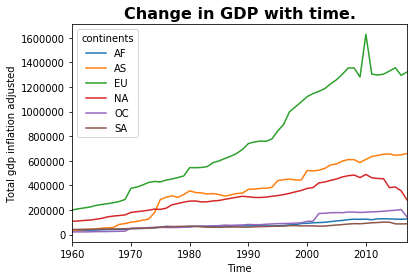 Change in GDP with time.
continents
AF
AS
EU
NA
OC
SA
Total gdp inflation adjusted
1600000
1400000
1200000
1000000
800000
600000
400000
200000
0
1960
1970
1980
1990
2000
2010
Time